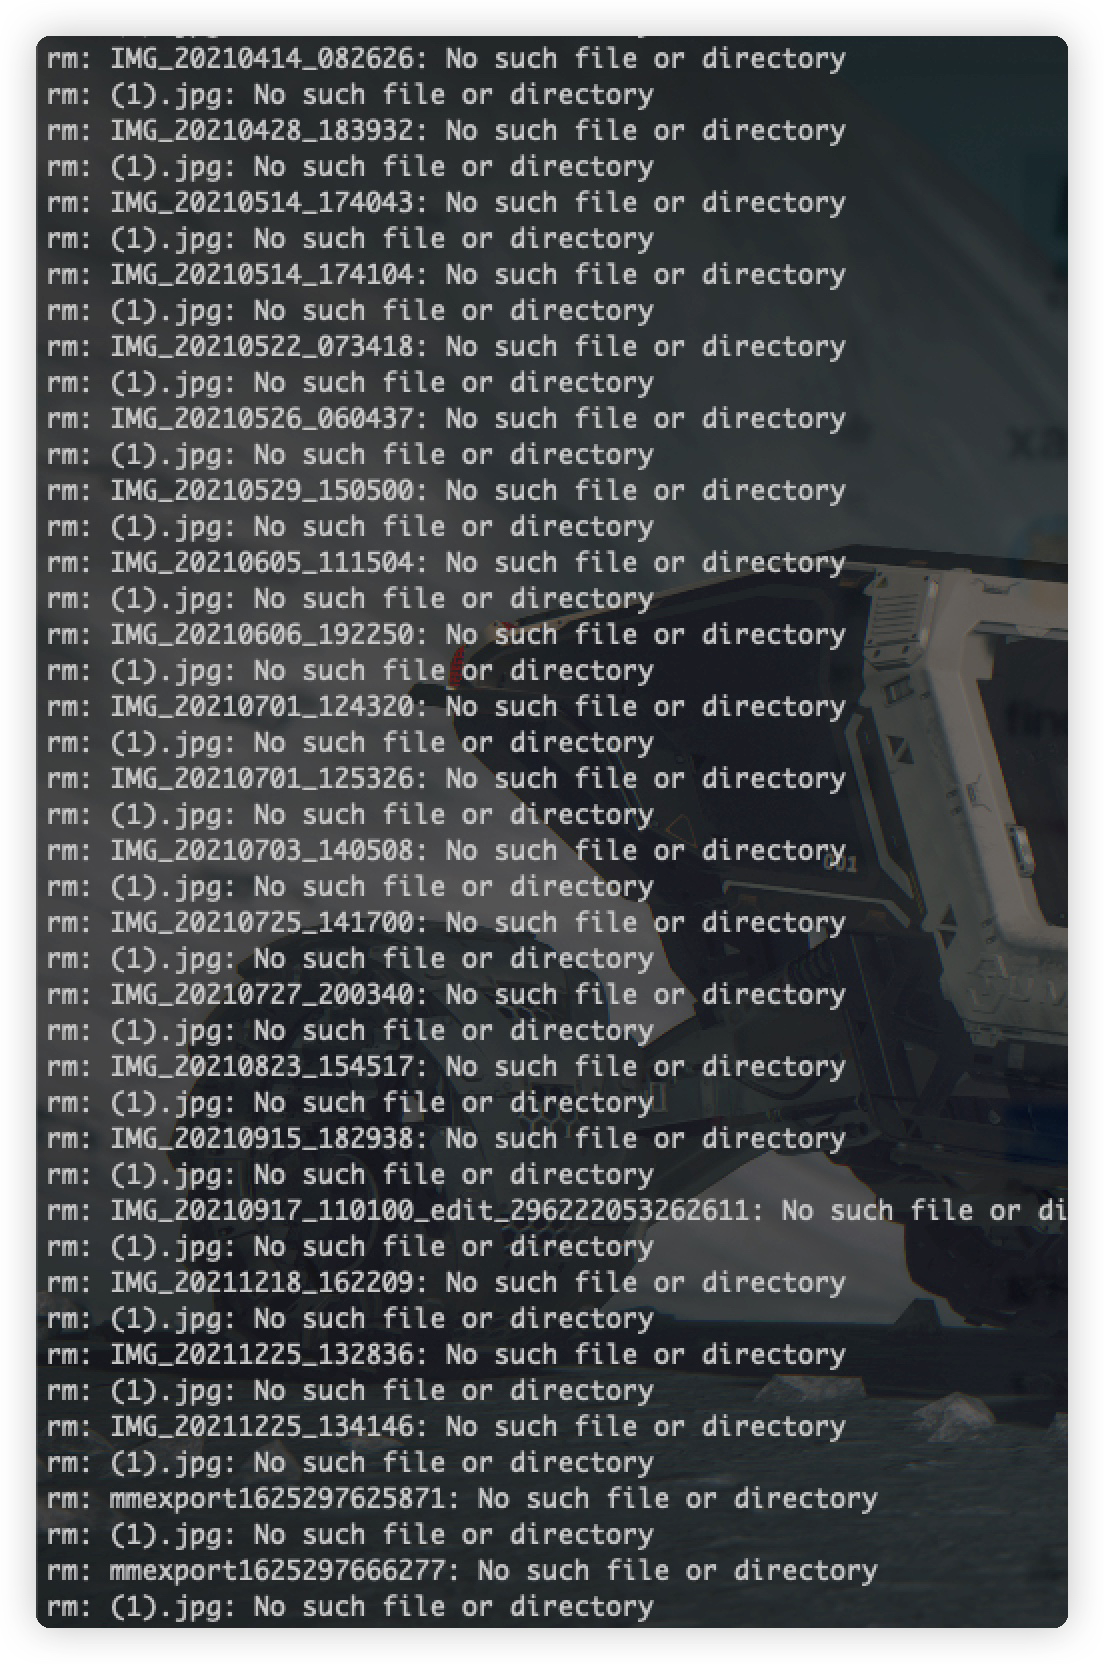 rm: IMG_20210414_082626: No such file or directory
rm: (1).jpg: No such file or directory
rm: IMG_20210428_183932: No such file or directory
rm: (1).jpg: No such file or directory
rm: IMG_20210514_174043: No such file or directory
rm: (1).jpg: No such file or directory
rm: IMG_20210514_174104: No such file or directory
rm: (1).jpg: No such file or directory
rm: IMG_20210522_073418: No such file or directory
rm: (1).jpg: No such file or directory
rm: IMG_20210526_060437: No such file or directory
rm: (1).jpg: No such file or directory
rm: IMG_20210529_150500: No such file or directory
rm: (1).jpg: No such file or directory
rm: IMG_20210605_111504: No such file or directory
rm: (1).jpg: No such file or directory
rm: IMG_20210606_192250: No such file or directory
rm: (1).jpg: No such file or directory
rm: IMG_20210701_124320: No such file or directory
rm: (1).jpg: No such file or directory
rm: IMG_20210701_125326: No such file or directory
rm: (1).jpg: No such file or directory
rm: IMG_20210703_140508: No such file or directory
001
rm: (1).jpg: No such file or directory
rm: IMG_20210725_141700: No such file or directory
rm: (1).jpg: No such file or directory
rm: IMG_20210727_200340: No such file or directory
rm: (1).jpg: No such file or directory
rm: IMG_20210823_154517: No such file or directory
rm: (1).jpg: No such file or directory
rm: IMG_20210915_182938: No such file or directory
rm: (1).jpg: No such file or directory
rm: IMG_20210917_110100_edit_296222053262611: No such file or di
rm: (1).jpg: No such file or directory
rm: IMG_20211218_162209: No such file or directory
rm: (1).jpg: No such file or directory
rm: IMG_20211225_132836: No such file or directory
rm: (1).jpg: No such file or directory
rm: IMG_20211225_134146: No such file or directory
rm: (1).jpg: No such file or directory
rm: mmexport1625297625871: No such file or directory
rm: (1).jpg: No such file or directory
rm: mmexport1625297666277: No such file or directory
rm: (1).jpg: No such file or directory